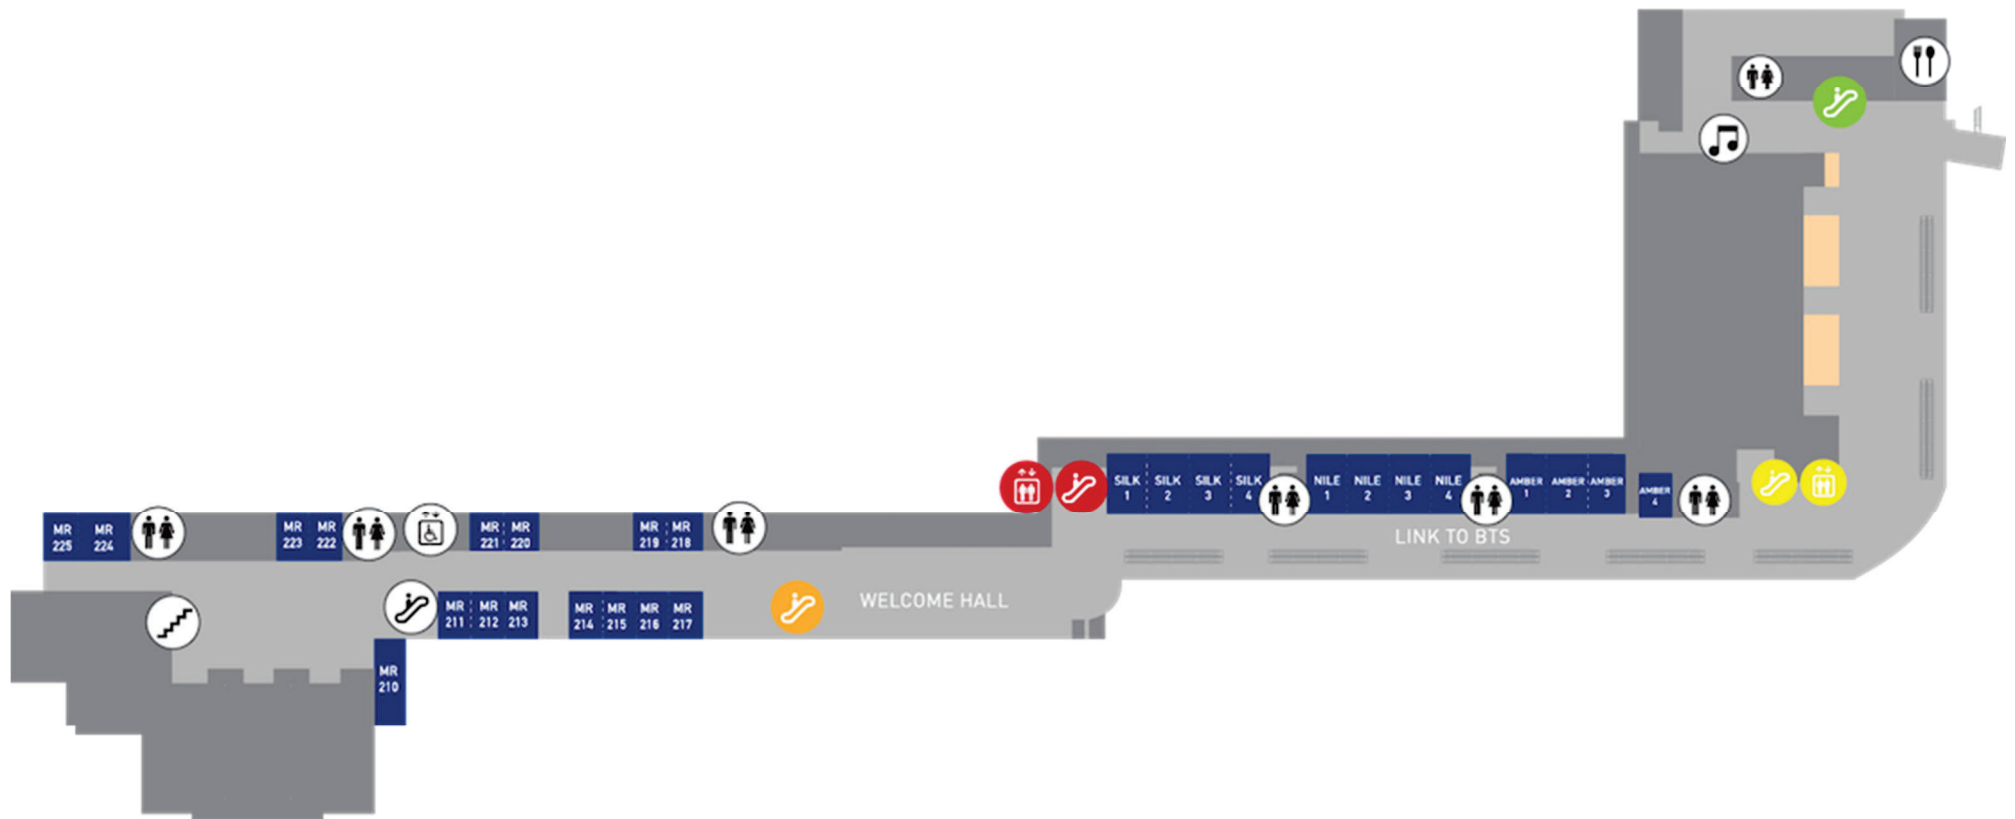 SILK
1
SILK
2
SILK
3
SILK
4
NILE
1
NILE
2
NILE
3
NILE
4
AMBER
1
AMBER
2
AMBER
3
AMBER
4
LINK TO BTS
MR
225
MR
224
MR
223
MR
222
MR
221
MR
220
MR
219
MR
218
WELCOME HALL
MR
211
MR
212
MR
213
MR
214
MR
215
MR
216
MR
217
MR
210